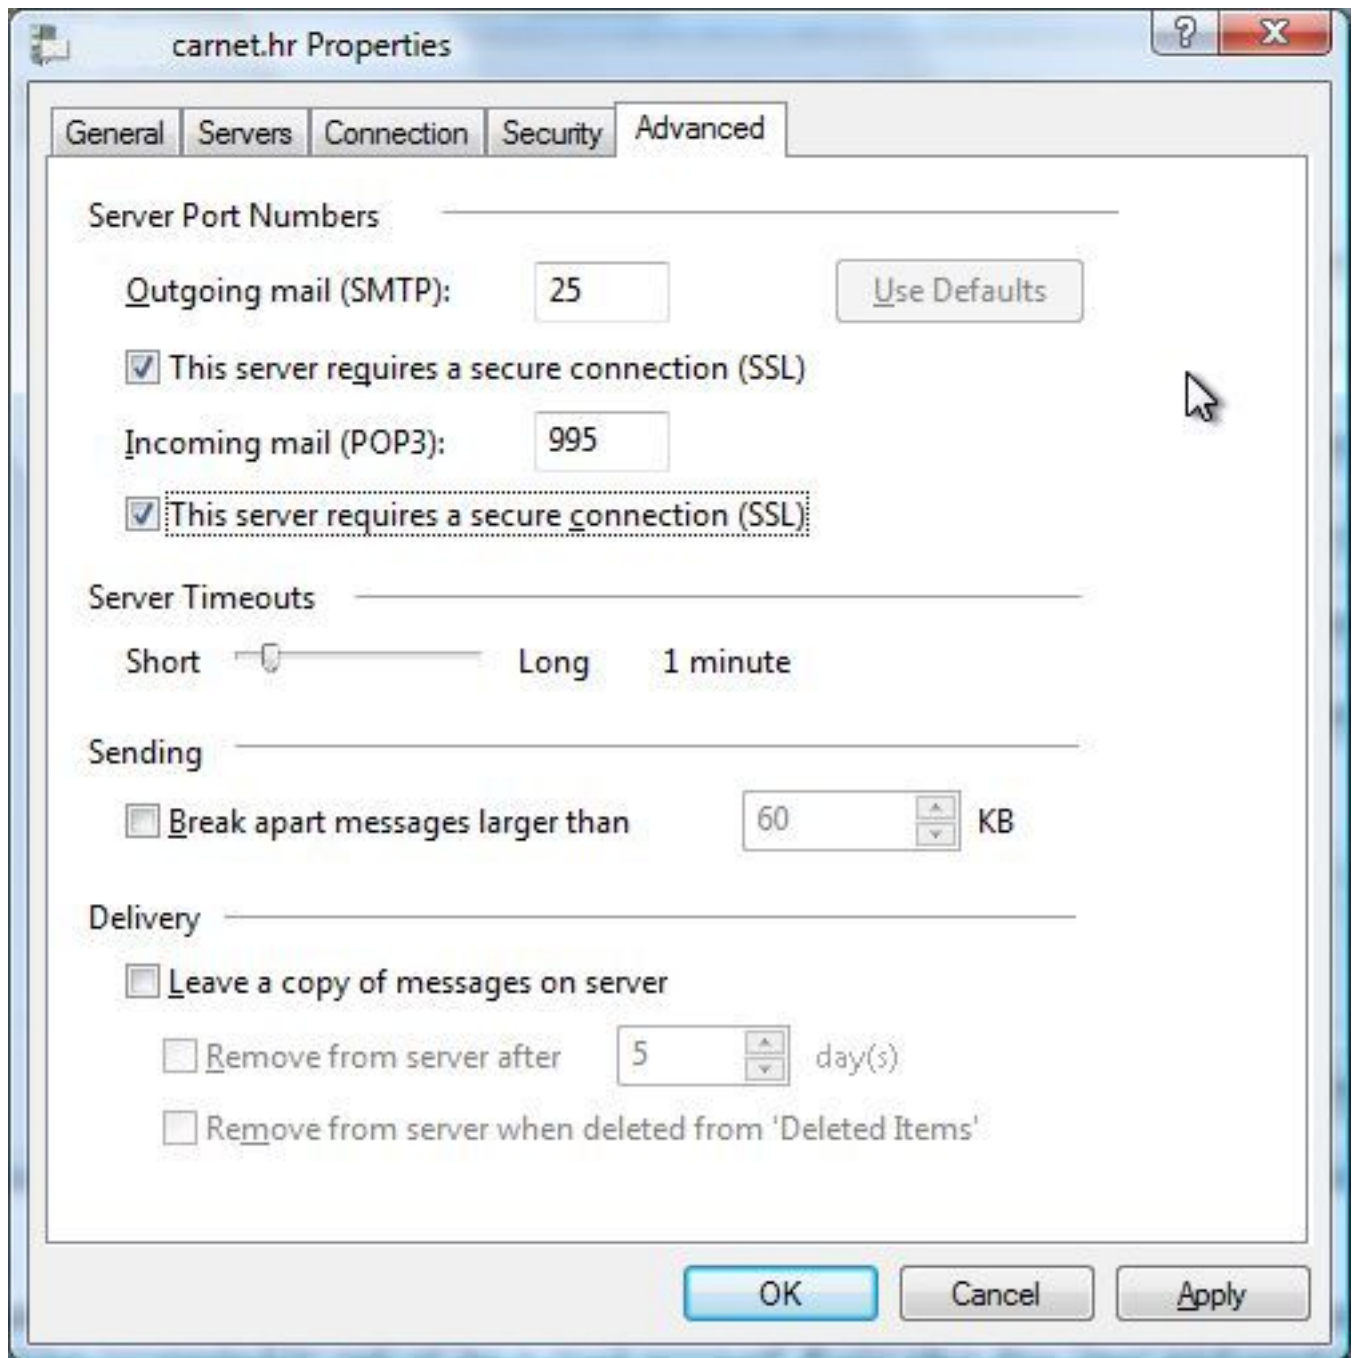 carnet.hr Properties
?
X
General Servers Connection Security Advanced
Server Port Numbers
Outgoing mail (SMTP): 25 Use Defaults
This server requires a secure connection (SSL)
Incoming mail (POP3): 995
This server requires a secure connection (SSL)
Server Timeouts
Short Long 1 minute
Sending
Break apart messages larger than 60 KB
Delivery
Leave a copy of messages on server
Remove from server after 5 day(s)
Remove from server when deleted from 'Deleted Items'
OK Cancel Apply